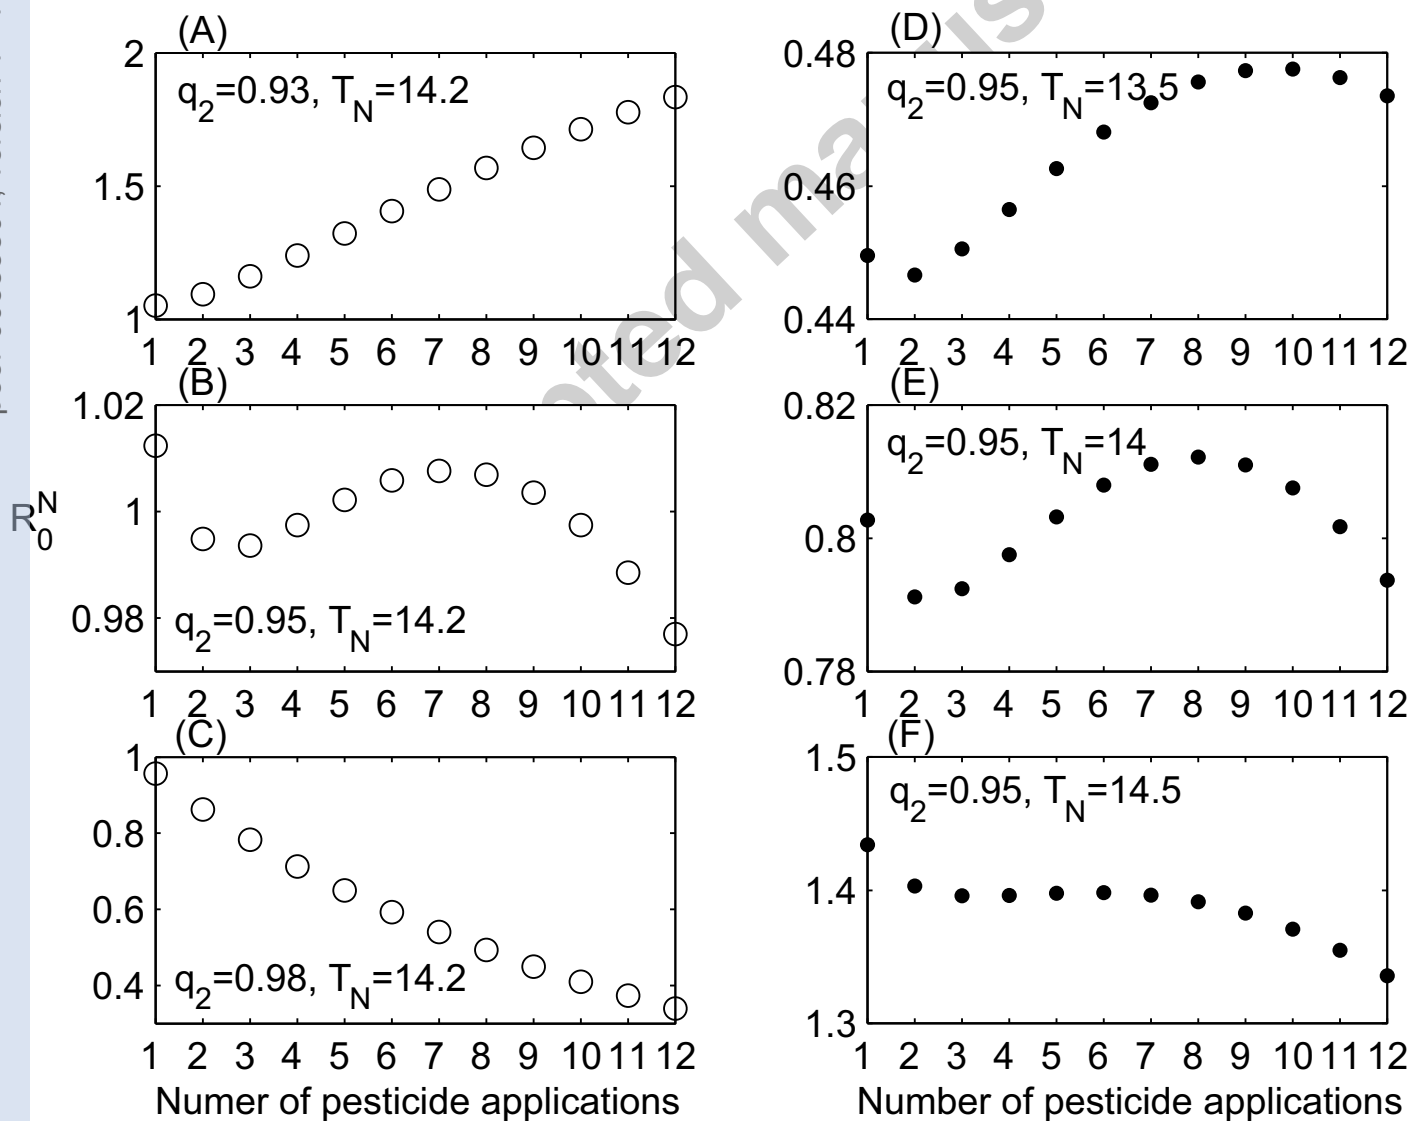 (A)
2
1.5
1
q2=0.93, TN=14.2
1 2 3 4 5 6 7 8 9 10 11 12
(B)
1.02
1
0.98
q2=0.95, TN=14.2
1 2 3 4 5 6 7 8 9 10 11 12
R0N
(C)
1
0.8
0.6
0.4
q2=0.98, TN=14.2
1 2 3 4 5 6 7 8 9 10 11 12
Numer of pesticide applications
(D)
0.48
0.46
0.44
q2=0.95, TN=13.5
1 2 3 4 5 6 7 8 9 10 11 12
(E)
0.82
0.8
0.78
q2=0.95, TN=14
1 2 3 4 5 6 7 8 9 10 11 12
(F)
1.5
1.4
1.3
q2=0.95, TN=14.5
1 2 3 4 5 6 7 8 9 10 11 12
Number of pesticide applications